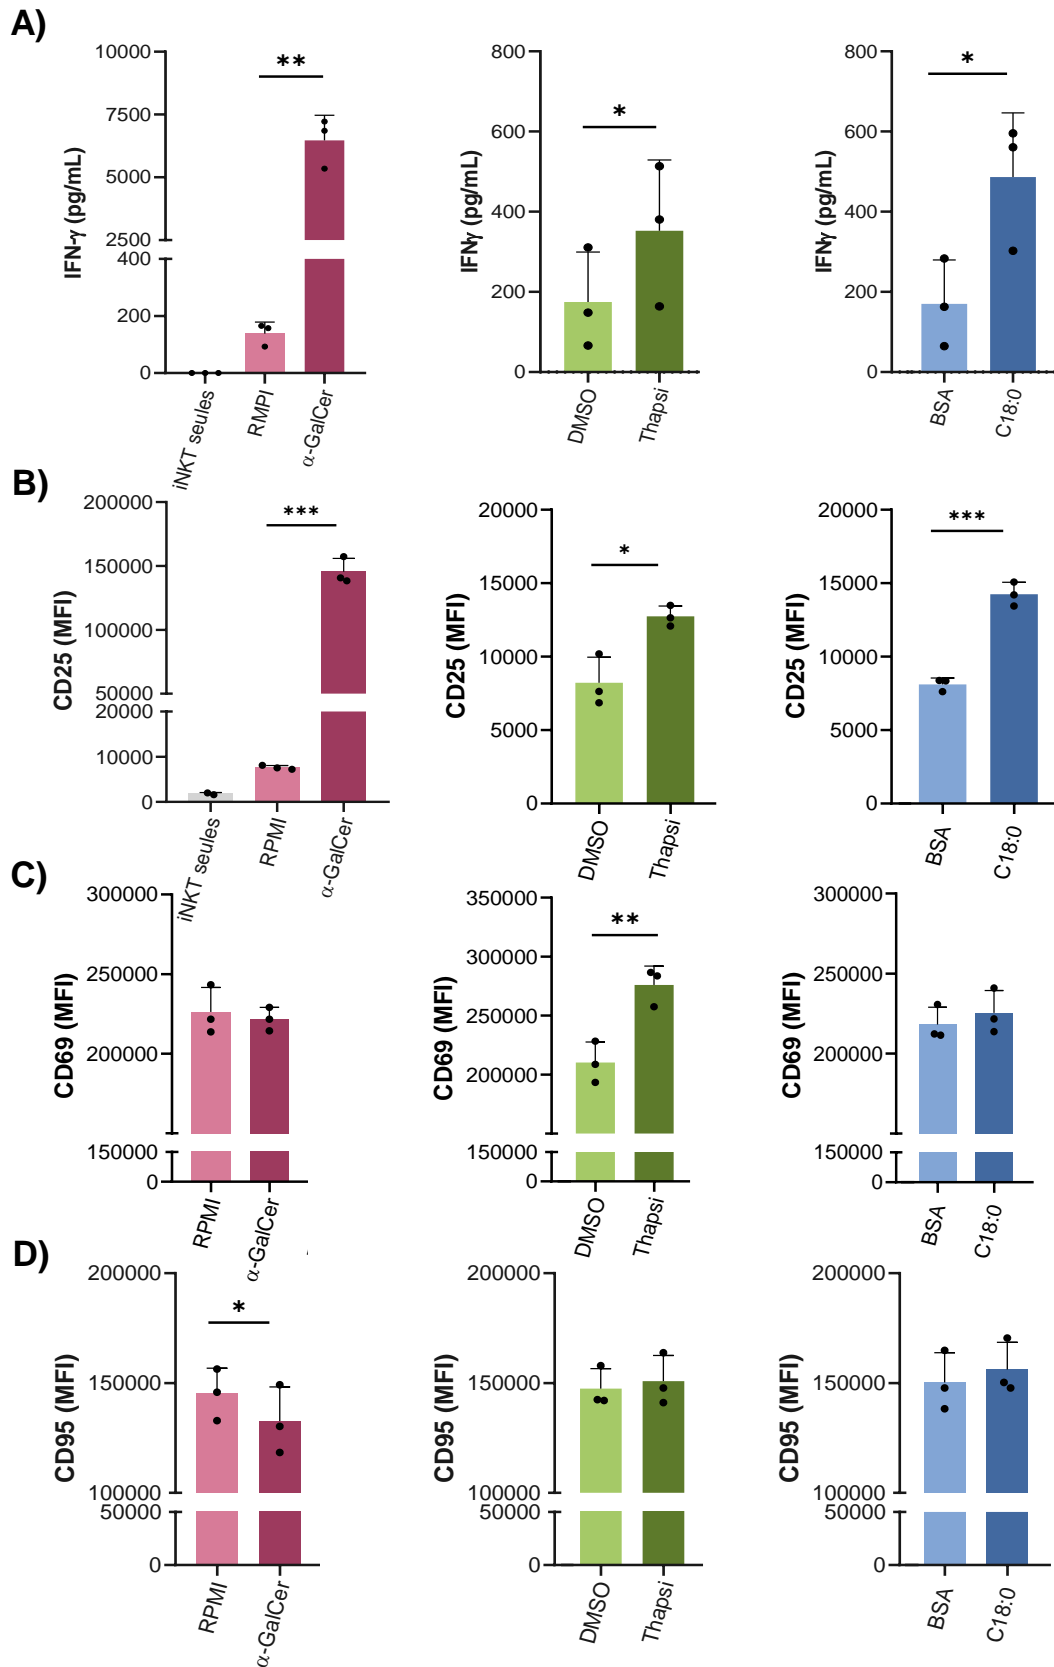 A)
IFN-γ (pg/mL)
10000
7500
5000
2500
400
200
0
**
iNKT seules
RMPI
α-GalCer
IFNγ (pg/mL)
800
600
400
200
0
*
DMSO
Thapsi
IFNγ (pg/mL)
800
600
400
200
0
*
BSA
C18:0
B)
CD25 (MFI)
200000
150000
100000
50000
20000
10000
0
***
iNKT seules
RPMI
α-GalCer
CD25 (MFI)
20000
15000
10000
5000
0
*
DMSO
Thapsi
CD25 (MFI)
20000
15000
10000
5000
0
***
BSA
C18:0
C)
CD69 (MFI)
300000
250000
200000
150000
0
RPMI
α-GalCer
CD69 (MFI)
350000
300000
250000
200000
150000
0
**
DMSO
Thapsi
CD69 (MFI)
300000
250000
200000
150000
0
BSA
C18:0
D)
CD95 (MFI)
200000
150000
100000
50000
0
*
RPMI
α-GalCer
CD95 (MFI)
200000
150000
100000
50000
0
DMSO
Thapsi
CD95 (MFI)
200000
150000
100000
50000
0
BSA
C18:0